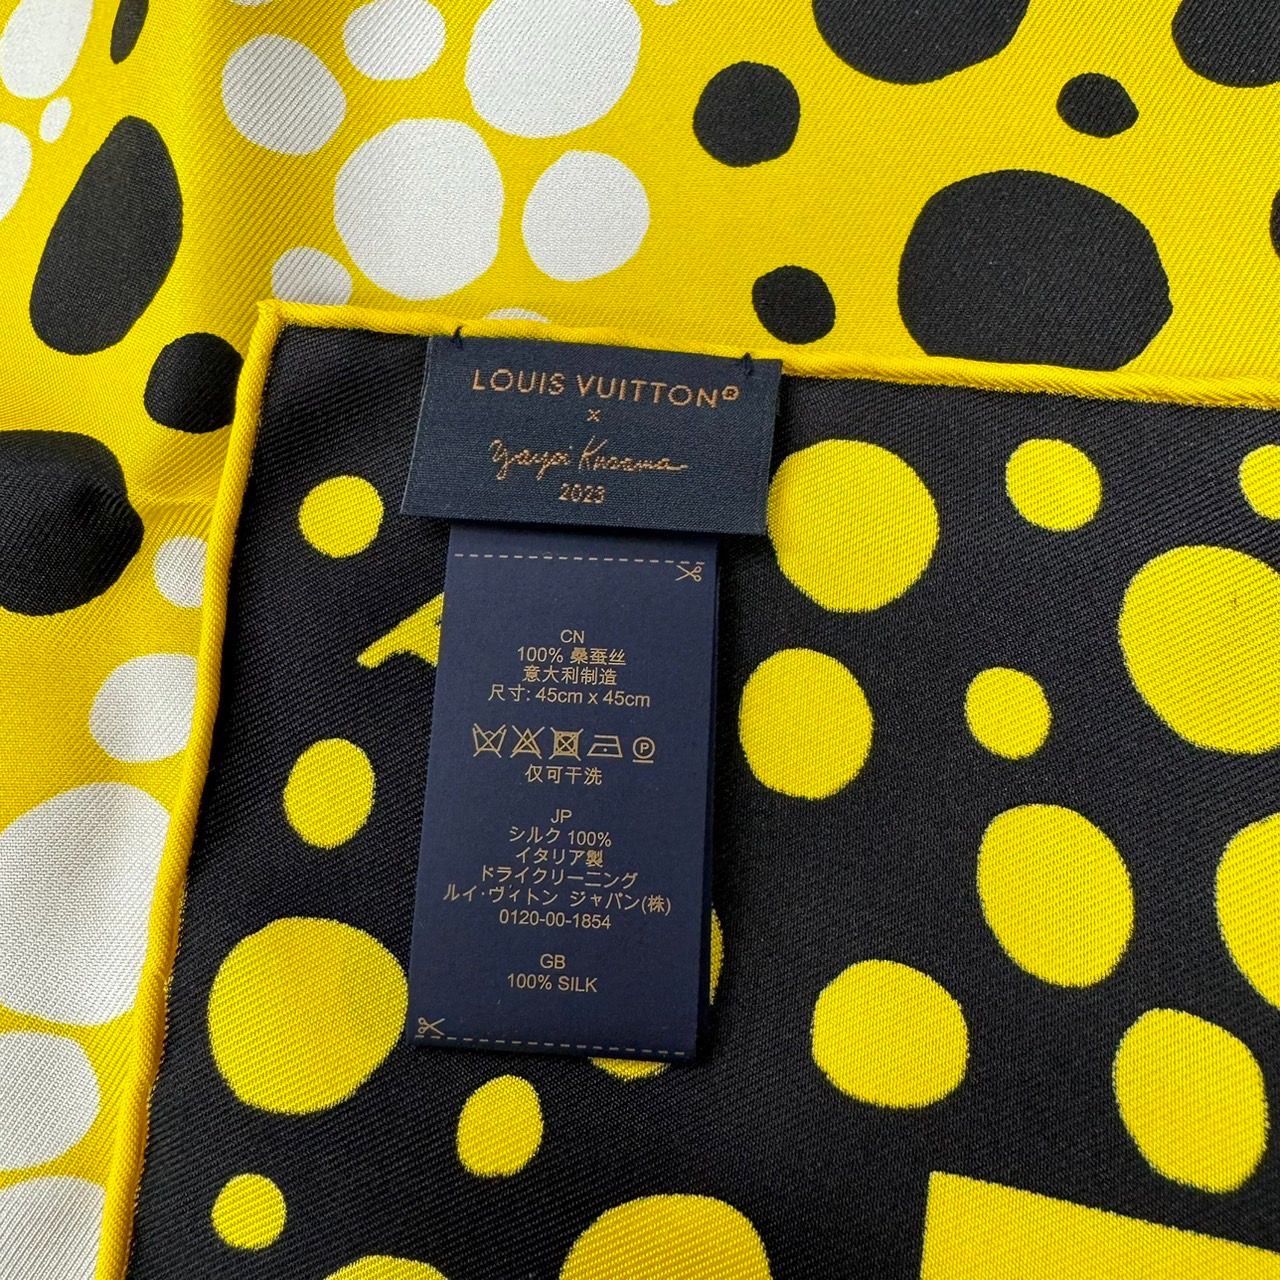 LOUIS VUITTON®
x
Yayoi Kusama
2023
CN
100% 桑蚕丝
意大利制造
尺寸: 45cm x 45cm
P
仅可干洗
JP
シルク 100%
イタリア製
ドライクリーニング
ルイ·ヴィトン ジャパン(株)
0120-00-1854
GB
100% SILK